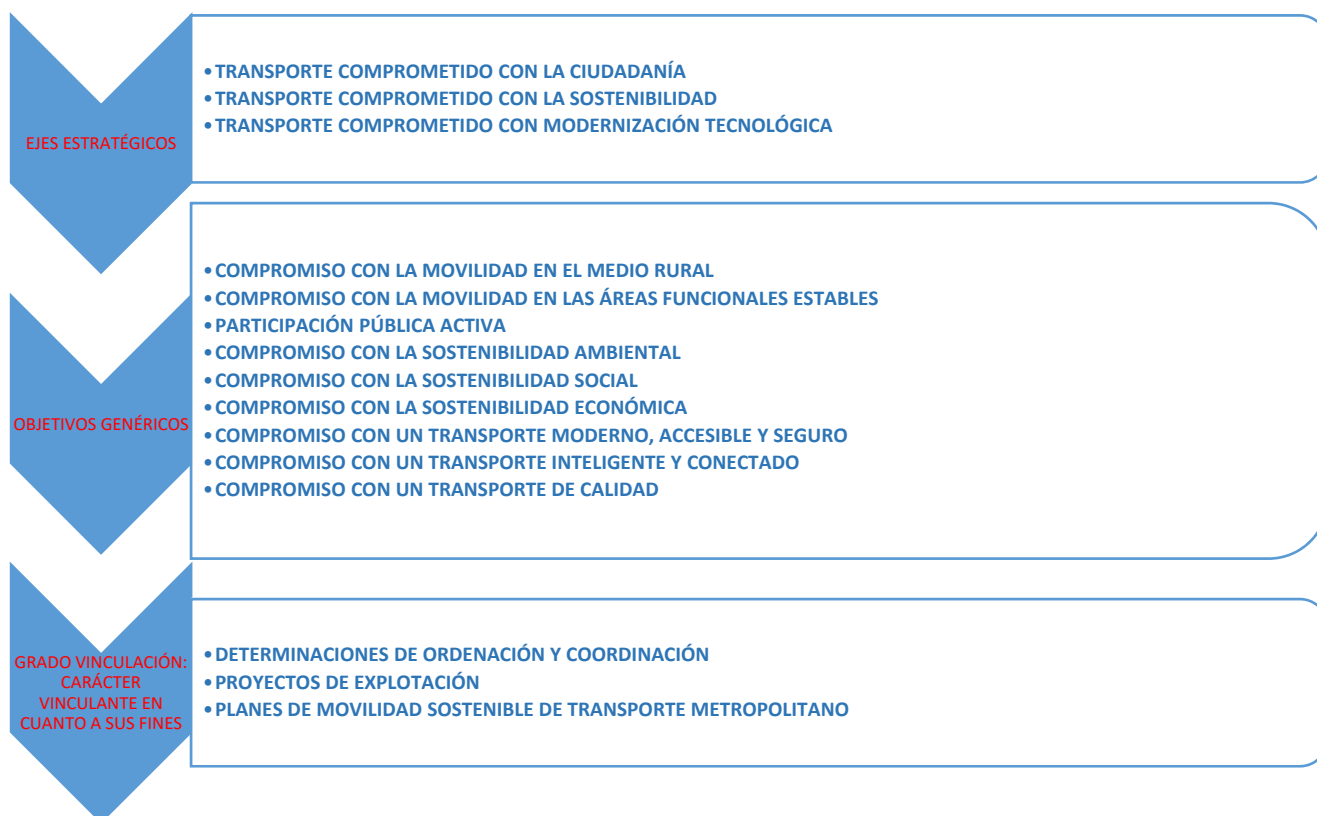 EJES ESTRATÉGICOS
•TRANSPORTE COMPROMETIDO CON LA CIUDADANÍA
•TRANSPORTE COMPROMETIDO CON LA SOSTENIBILIDAD
•TRANSPORTE COMPROMETIDO CON MODERNIZACIÓN TECNOLÓGICA
OBJETIVOS GENÉRICOS
•COMPROMISO CON LA MOVILIDAD EN EL MEDIO RURAL
•COMPROMISO CON LA MOVILIDAD EN LAS ÁREAS FUNCIONALES ESTABLES
•PARTICIPACIÓN PÚBLICA ACTIVA
•COMPROMISO CON LA SOSTENIBILIDAD AMBIENTAL
•COMPROMISO CON LA SOSTENIBILIDAD SOCIAL
•COMPROMISO CON LA SOSTENIBILIDAD ECONÓMICA
•COMPROMISO CON UN TRANSPORTE MODERNO, ACCESIBLE Y SEGURO
•COMPROMISO CON UN TRANSPORTE INTELIGENTE Y CONECTADO
•COMPROMISO CON UN TRANSPORTE DE CALIDAD
GRADO VINCULACIÓN:
CARÁCTER
VINCULANTE EN
CUANTO A SUS FINES
•DETERMINACIONES DE ORDENACIÓN Y COORDINACIÓN
•PROYECTOS DE EXPLOTACIÓN
•PLANES DE MOVILIDAD SOSTENIBLE DE TRANSPORTE METROPOLITANO